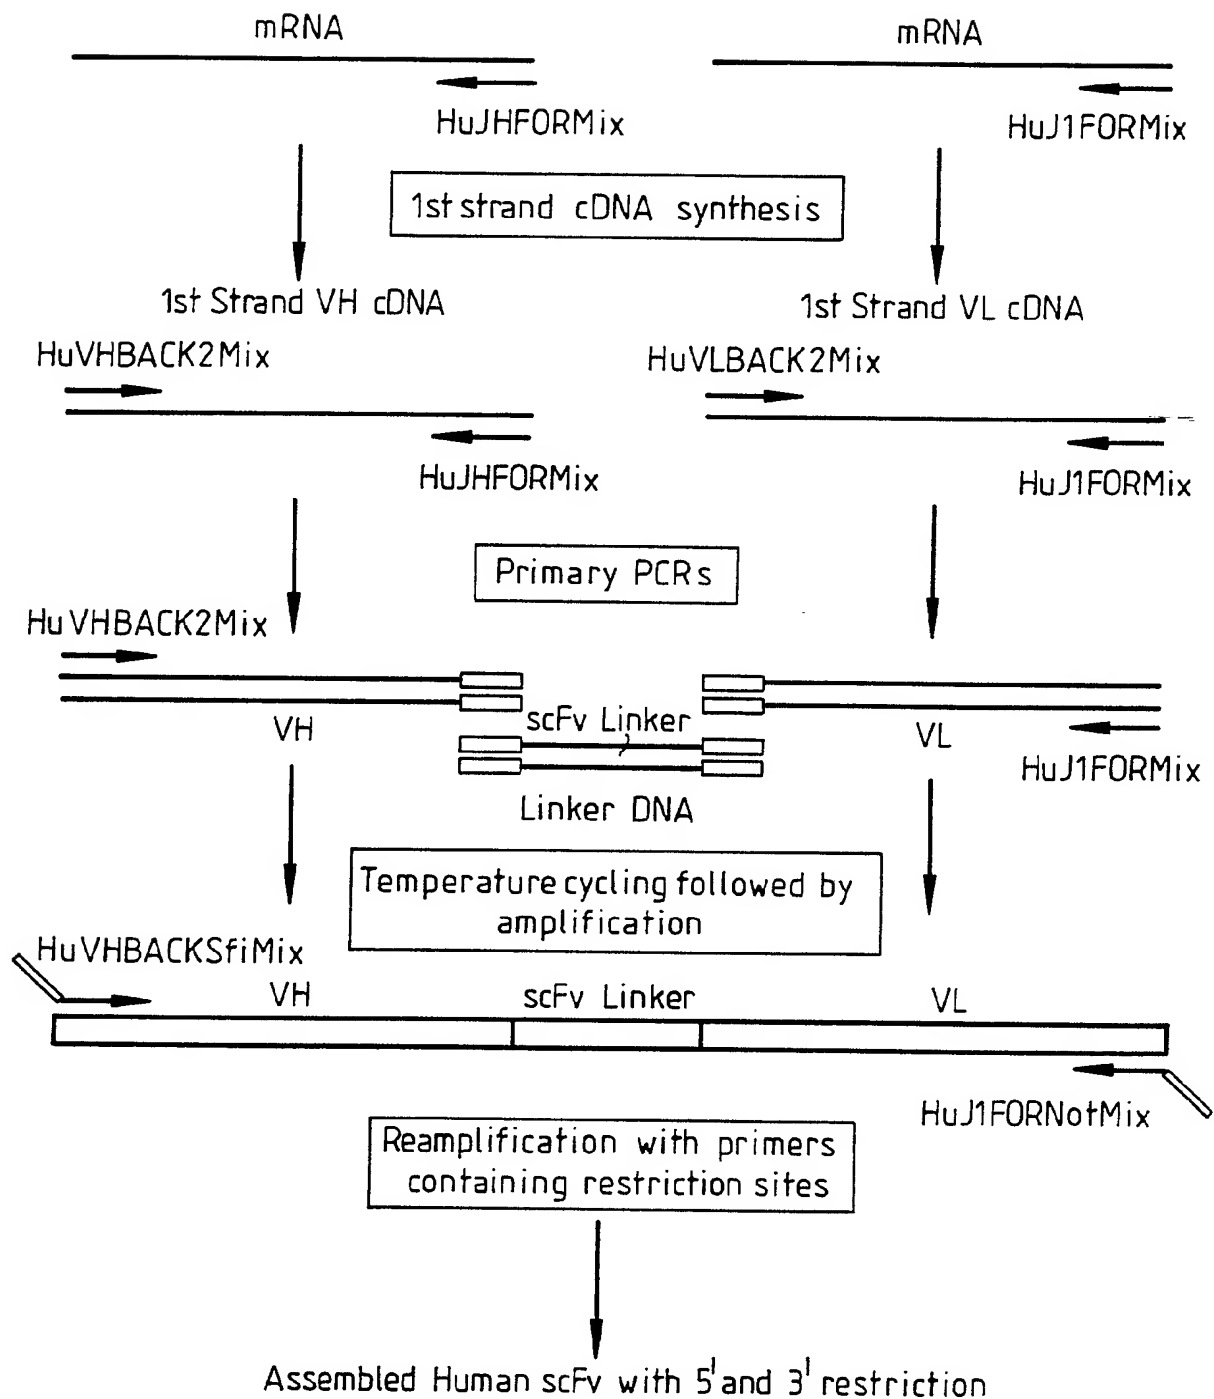 mRNA
mRNA
HuJHFORMix
HuJ1FORMix
1st strand cDNA synthesis
1st Strand VH cDNA
1st Strand VL cDNA
HuVHBACK2Mix
HuVLBACK2Mix
HuJHFORMix
HuJ1FORMix
Primary PCRs
HuVHBACK2Mix
VH
scFv Linker
VL
HuJ1FORMix
Linker DNA
Temperature cycling followed by
amplification
HuVHBACKSfiMix
VH
scFv Linker
VL
HuJ1FORNotMix
Reamplification with primers
containing restriction sites
Assembled Human scFv with 5' and 3' restriction